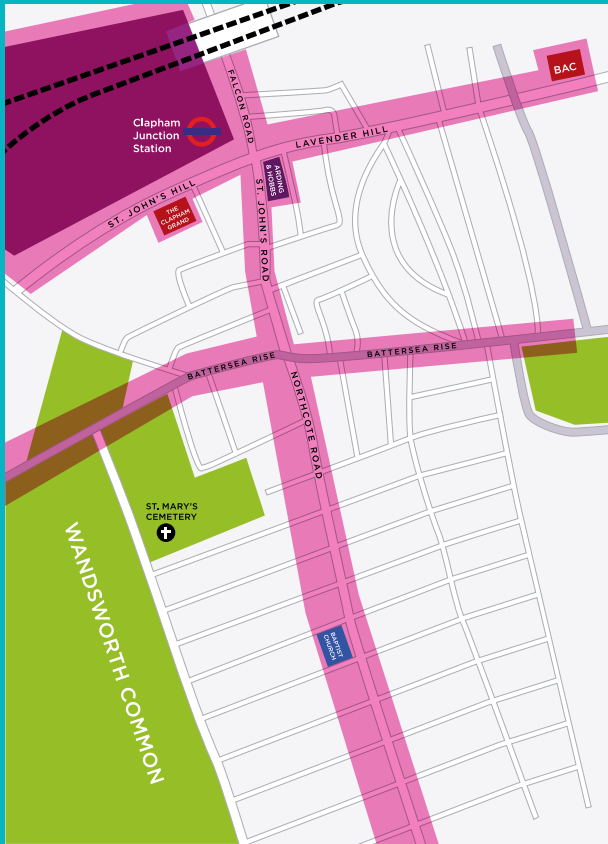 BAC
FALCON ROAD
Clapham
Junction
Station
LAVENDER HILL
ARDING
& HOBBS
ST. JOHN'S HILL
THE
CLAPHAM
GRAND
ST. JOHN'S ROAD
BATTERSEA RISE
BATTERSEA RISE
NORTHCOTE ROAD
ST. MARY'S
CEMETERY
WANDSWORTH COMMON
BAPTIST
CHURCH